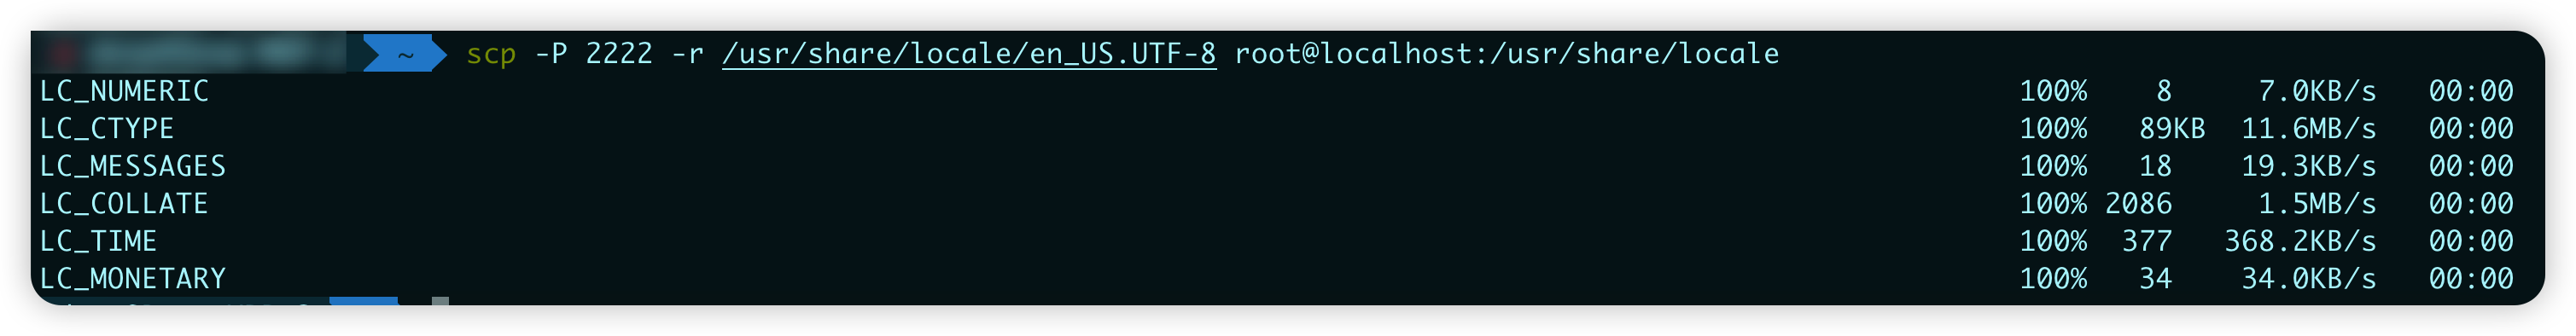 ~ scp -P 2222 -r /usr/share/locale/en_US.UTF-8 root@localhost:/usr/share/locale
LC_NUMERIC 100% 8 7.0KB/s 00:00
LC_CTYPE 100% 89KB 11.6MB/s 00:00
LC_MESSAGES 100% 18 19.3KB/s 00:00
LC_COLLATE 100% 2086 1.5MB/s 00:00
LC_TIME 100% 377 368.2KB/s 00:00
LC_MONETARY 100% 34 34.0KB/s 00:00